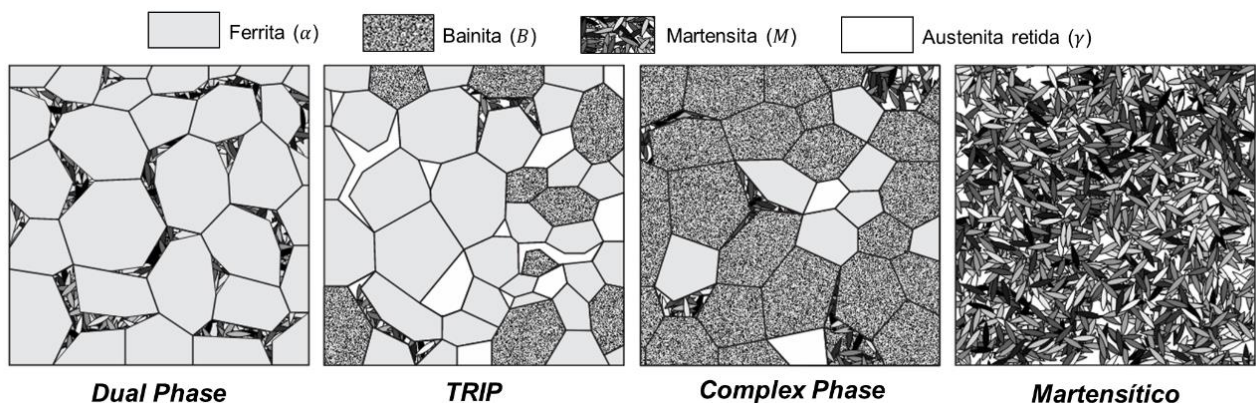 Ferrita (α)
Bainita (B)
Martensita (M)
Austenita retida (γ)
Dual Phase
TRIP
Complex Phase
Martensítico